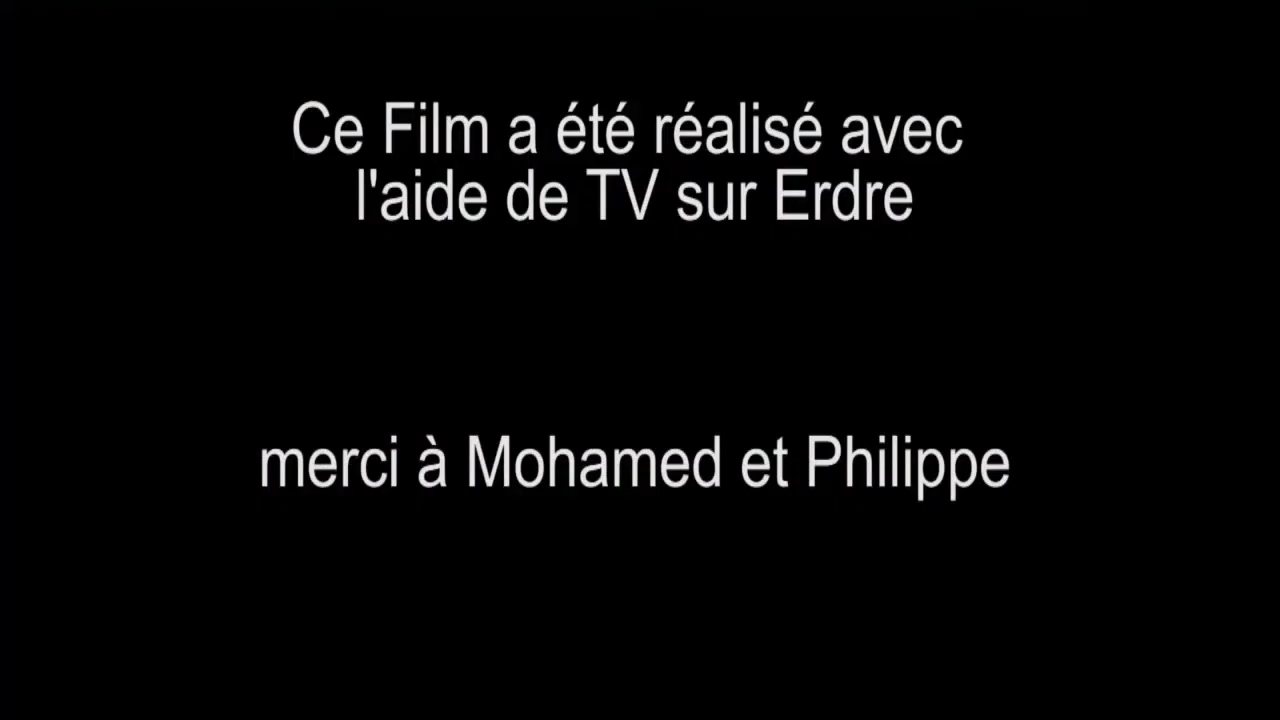 Ce Film a été réalisé avec
l'aide de TV sur Erdre
merci à Mohamed et Philippe